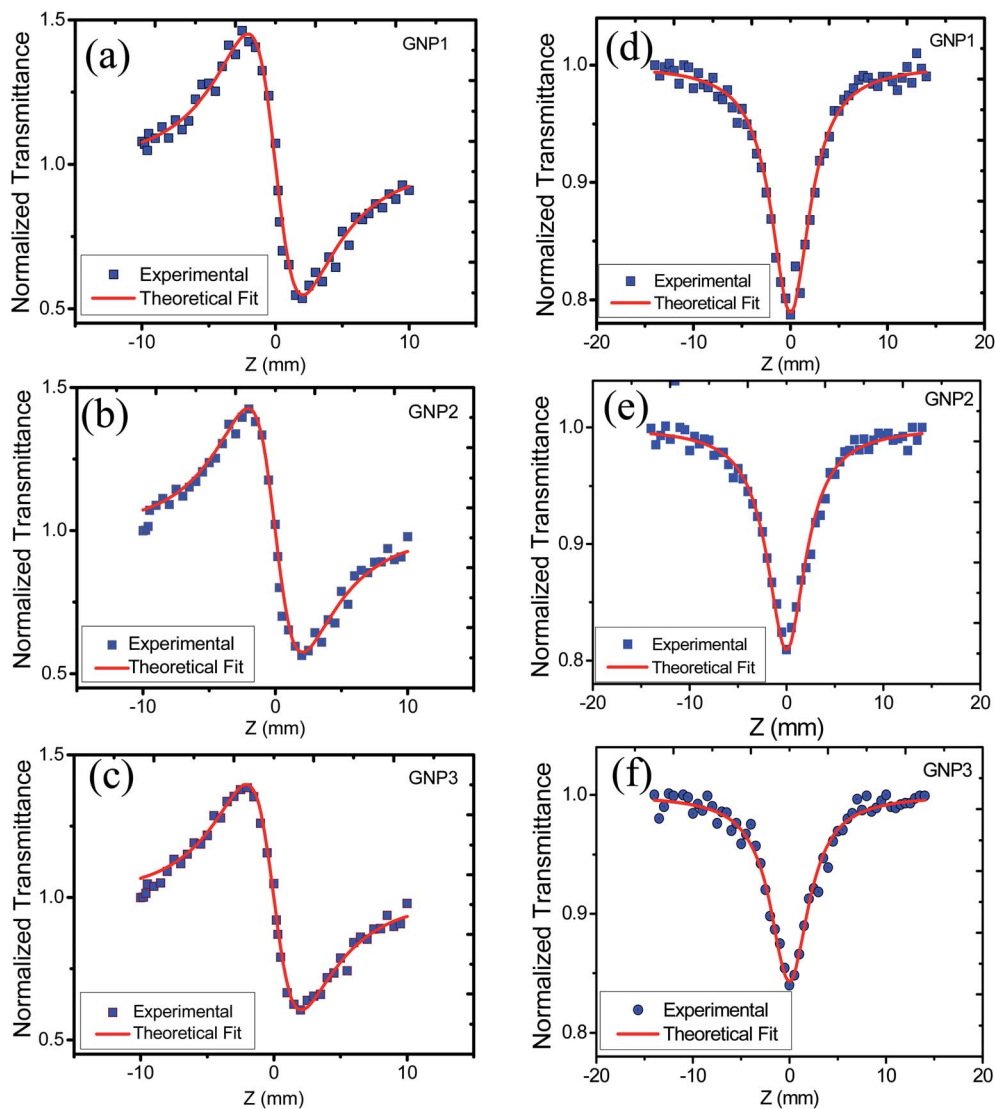 (a)
GNP1
Normalized Transmittance
1.5
1.0
0.5
Experimental
Theoretical Fit
-10
0
10
Z (mm)
(d)
GNP1
Normalized Transmittance
1.0
0.9
0.8
Experimental
Theoretical Fit
-20
-10
0
10
20
Z (mm)
(b)
GNP2
Normalized Transmittance
1.5
1.0
0.5
Experimental
Theoretical Fit
-10
0
10
Z (mm)
(e)
GNP2
Normalized Transmittance
1.0
0.9
0.8
Experimental
Theoretical Fit
-20
-10
0
10
20
Z (mm)
(c)
GNP3
Normalized Transmittance
1.5
1.0
0.5
Experimental
Theoretical Fit
-10
0
10
Z (mm)
(f)
GNP3
Normalized Transmittance
1.0
0.9
0.8
Experimental
Theoretical Fit
-20
-10
0
10
20
Z (mm)